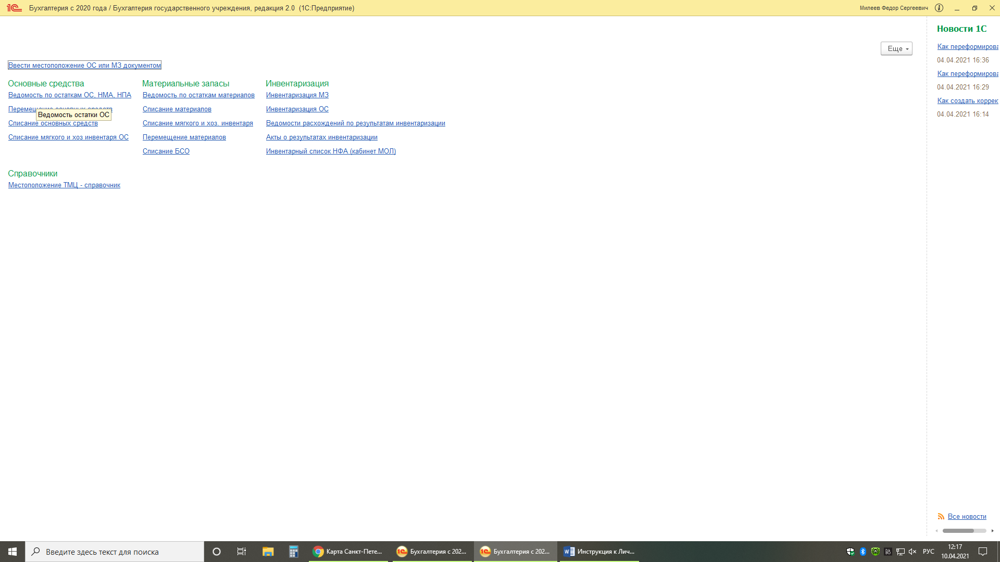 Бухгалтерия с 2020 года / Бухгалтерия государственного учреждения, редакция 2.0 (1С:Предприятие)
Милеев Федор Сергеевич
Новости 1С
Еще
Как переформирова
04.04.2021 16:36
Как переформирова
04.04.2021 16:29
Как создать коррек
04.04.2021 16:14
Ввести местоположение ОС или МЗ документом
Основные средства
Ведомость по остаткам ОС, НМА, НПА
Перемещение основных средств
Ведомость остатки ОС
Списание основных средств
Списание мягкого и хоз инвентаря ОС
Материальные запасы
Ведомость по остаткам материалов
Списание материалов
Списание мягкого и хоз. инвентаря
Перемещение материалов
Списание БСО
Инвентаризация
Инвентаризация МЗ
Инвентаризация ОС
Ведомости расхождений по результатам инвентаризации
Акты о результатах инвентаризации
Инвентарный список НФА (кабинет МОЛ)
Справочники
Местоположение ТМЦ - справочник
Все новости
Введите здесь текст для поиска
Карта Санкт-Пете...
Бухгалтерия с 202...
Бухгалтерия с 202...
Инструкция к Лич...
РУС
12:17
10.04.2021